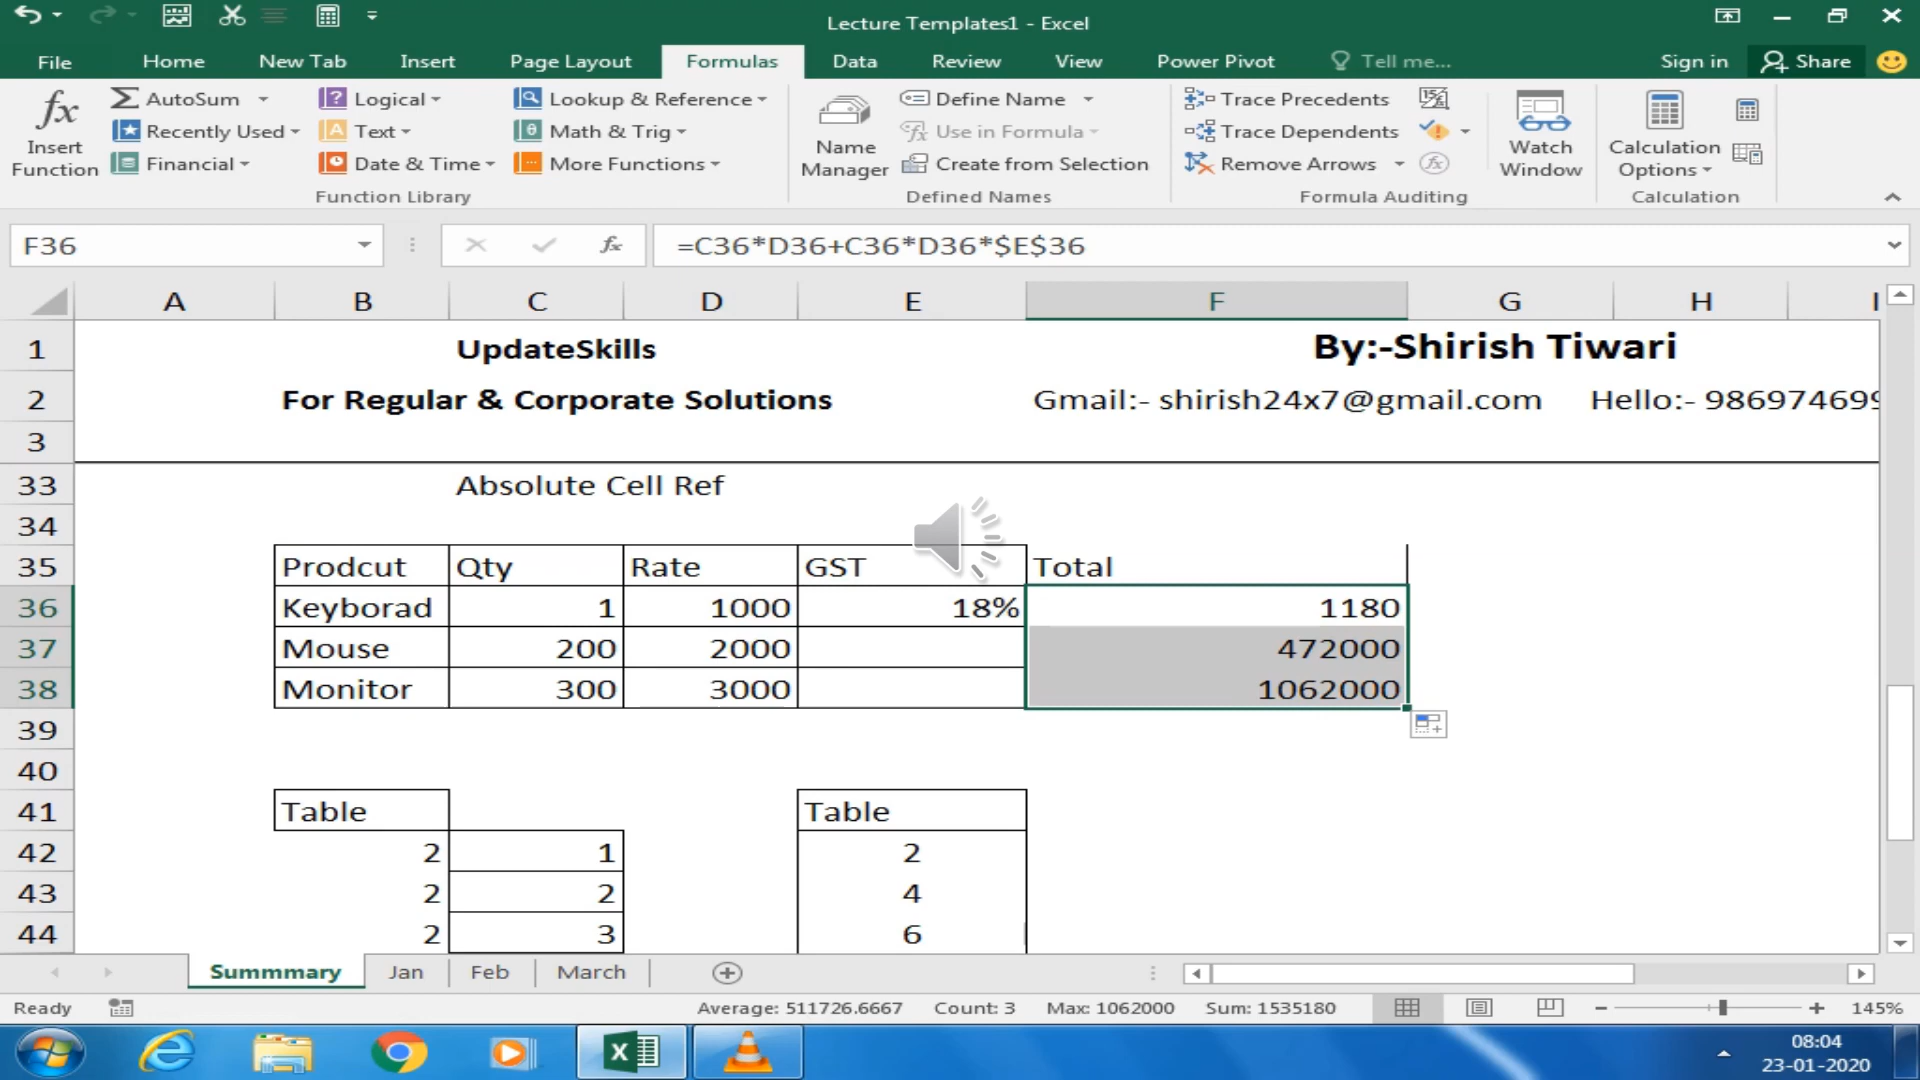 Lecture Templates1 - Excel
File Home New Tab Insert Page Layout Formulas Data Review View Power Pivot Tell me... Sign in Share
fx AutoSum Logical Lookup & Reference Define Name Trace Precedents
Recently Used Text Math & Trig Use in Formula Trace Dependents
Insert Function Financial Date & Time More Functions Name Manager Create from Selection Remove Arrows Watch Window Calculation Options
Function Library Defined Names Formula Auditing Calculation
F36 fx =C36*D36+C36*D36*$E$36
A B C D E F G H I
1 UpdateSkills By:-Shirish Tiwari
2 For Regular & Corporate Solutions Gmail:- shirish24x7@gmail.com Hello:- 986974699
3
33 Absolute Cell Ref
34
35 Prodcut Qty Rate GST Total
36 Keyborad 1 1000 18% 1180
37 Mouse 200 2000 472000
38 Monitor 300 3000 1062000
39
40
41 Table Table
42 2 1 2
43 2 2 4
44 2 3 6
Summmary Jan Feb March
Ready Average: 511726.6667 Count: 3 Max: 1062000 Sum: 1535180 145%
08:04
23-01-2020